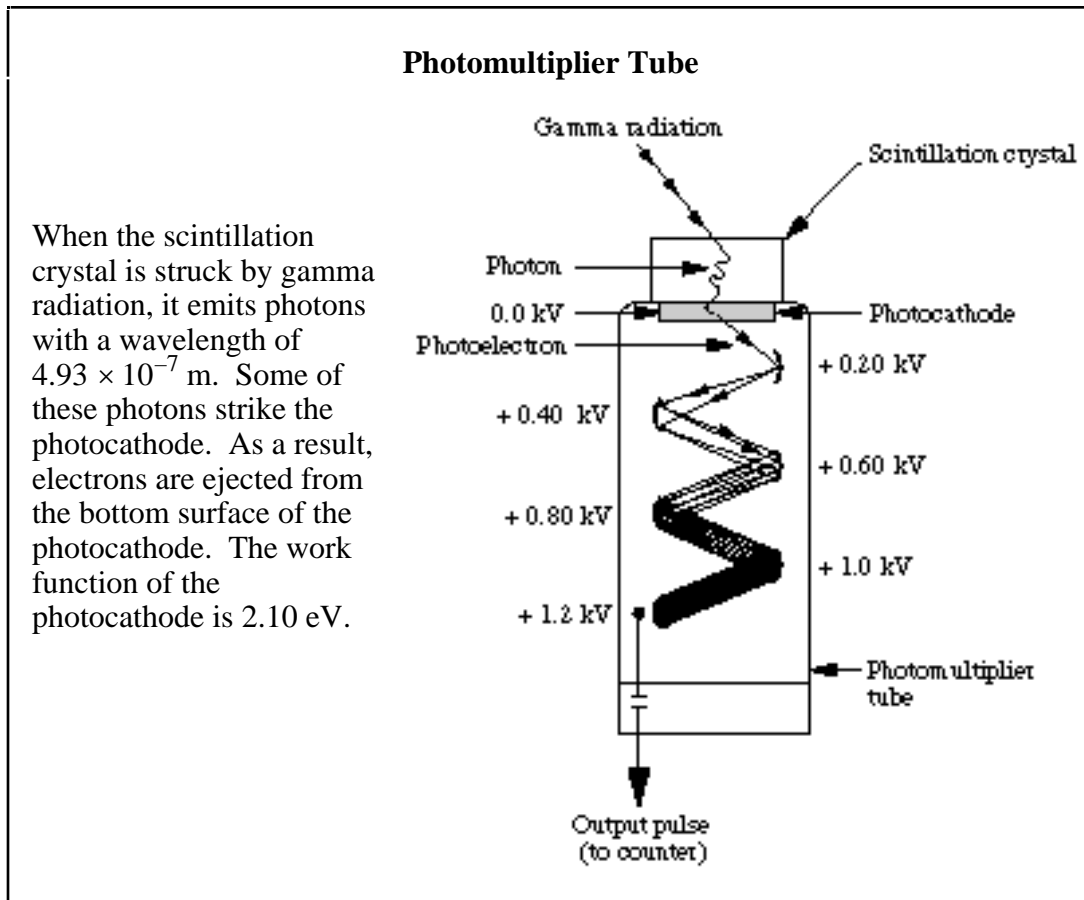 Photomultiplier Tube
When the scintillation
crystal is struck by gamma
radiation, it emits photons
with a wavelength of
4.93 × 10⁻⁷ m. Some of
these photons strike the
photocathode. As a result,
electrons are ejected from
the bottom surface of the
photocathode. The work
function of the
photocathode is 2.10 eV.
Gamma radiation
Scintillation crystal
Photon
0.0 kV
Photocathode
Photoelectron
+ 0.20 kV
+ 0.40 kV
+ 0.60 kV
+ 0.80 kV
+ 1.0 kV
+ 1.2 kV
Photomultiplier
tube
Output pulse
(to counter)